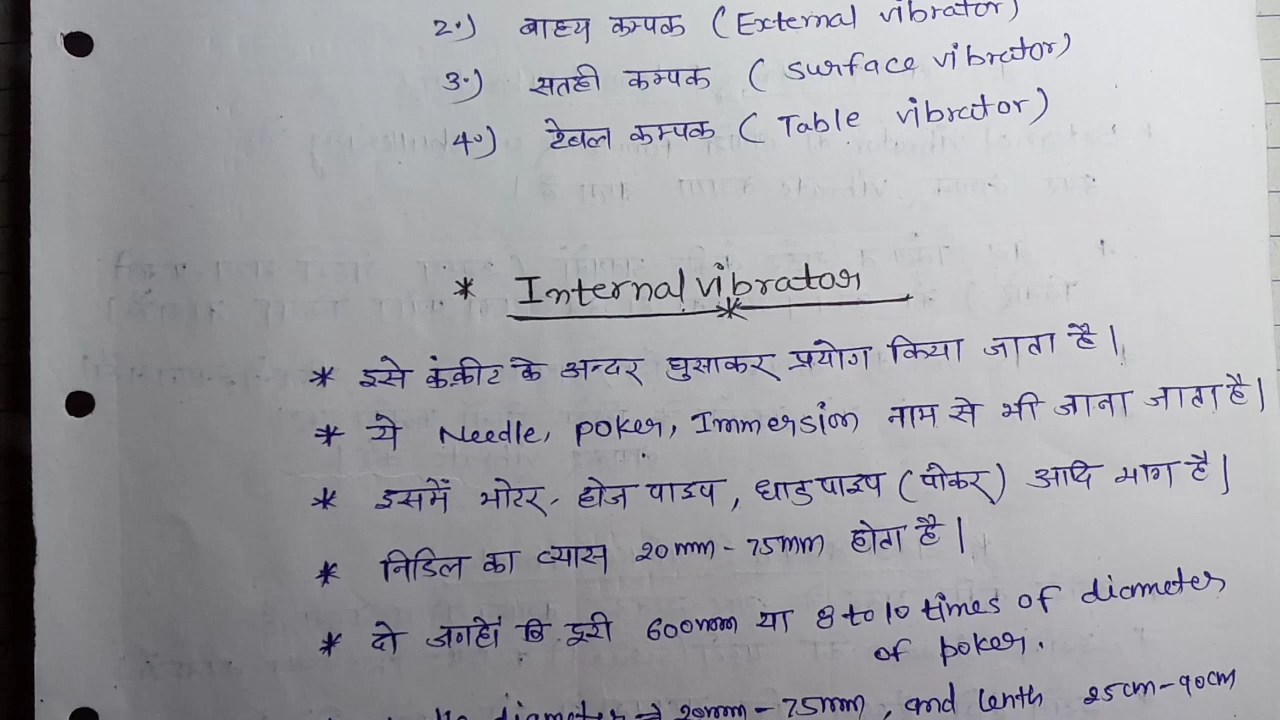 2.) बाह्य कम्पक ( External vibrator)
3.) सतही कम्पक ( surface vibrator)
4.) टेबल कम्पक ( Table vibrator)
* Internal vibrator
* इसे कंक्रीट के अन्दर घुसाकर प्रयोग किया जाता है।
* ये Needle, poker, Immersion नाम से भी जाना जाता है।
* इसमें मोटर, होज पाइप, धातु पाइप (पोकर) आदि भाग है।
* निडिल का व्यास 20mm - 75mm होता है।
* दो जगहों दूरी 600mm या 8 to 10 times of diameter
of poker.
diameter → 20mm - 75mm, and lenth 25cm-90cm